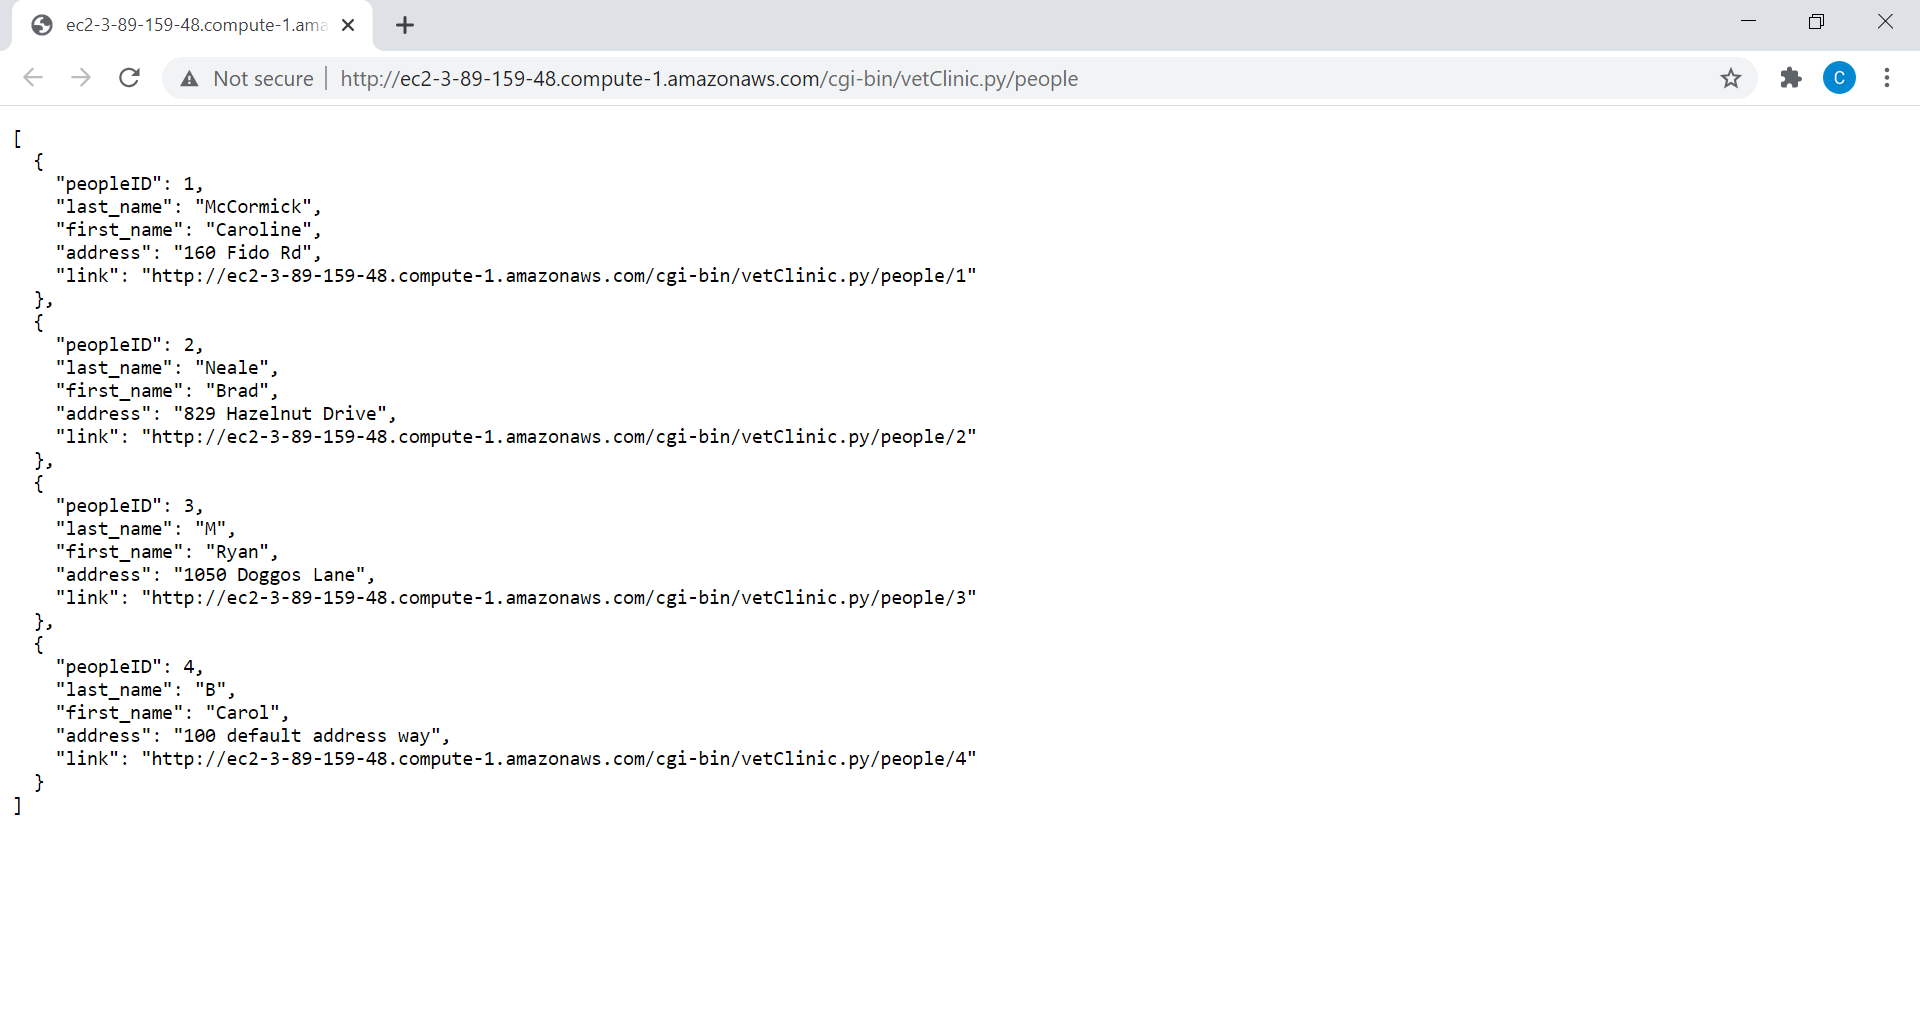 ec2-3-89-159-48.compute-1.ama
Not secure | http://ec2-3-89-159-48.compute-1.amazonaws.com/cgi-bin/vetClinic.py/people
C
[
  {
    "peopleID": 1,
    "last_name": "McCormick",
    "first_name": "Caroline",
    "address": "160 Fido Rd",
    "link": "http://ec2-3-89-159-48.compute-1.amazonaws.com/cgi-bin/vetClinic.py/people/1"
  },
  {
    "peopleID": 2,
    "last_name": "Neale",
    "first_name": "Brad",
    "address": "829 Hazelnut Drive",
    "link": "http://ec2-3-89-159-48.compute-1.amazonaws.com/cgi-bin/vetClinic.py/people/2"
  },
  {
    "peopleID": 3,
    "last_name": "M",
    "first_name": "Ryan",
    "address": "1050 Doggos Lane",
    "link": "http://ec2-3-89-159-48.compute-1.amazonaws.com/cgi-bin/vetClinic.py/people/3"
  },
  {
    "peopleID": 4,
    "last_name": "B",
    "first_name": "Carol",
    "address": "100 default address way",
    "link": "http://ec2-3-89-159-48.compute-1.amazonaws.com/cgi-bin/vetClinic.py/people/4"
  }
]